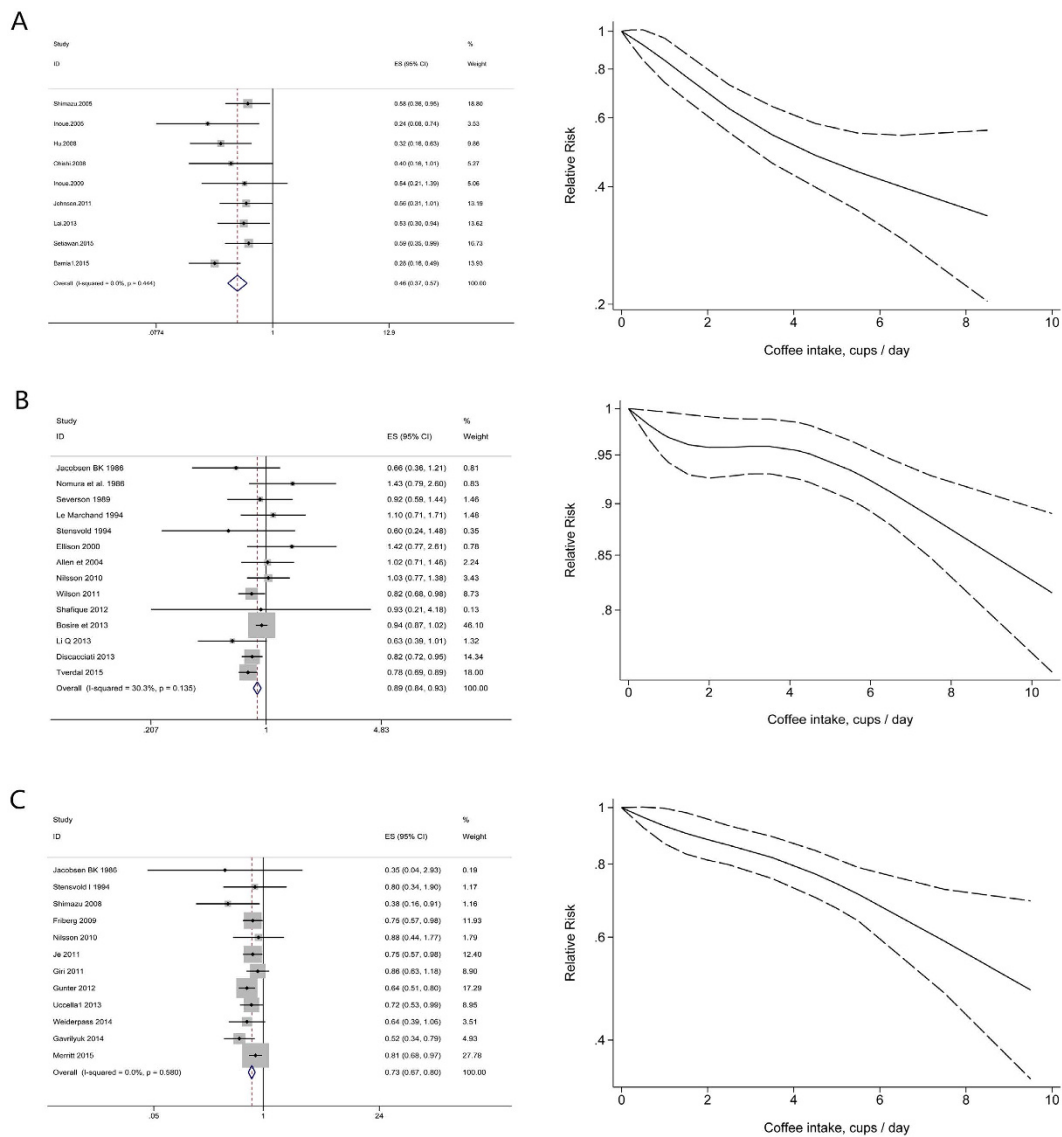 A
Study %
ID ES (95% CI) Weight
Shimazu.2005 0.58 (0.36, 0.95) 18.80
Inoue.2005 0.24 (0.08, 0.74) 3.53
Hu.2008 0.32 (0.16, 0.63) 9.86
Ohishi.2008 0.40 (0.16, 1.01) 5.27
Inoue.2009 0.54 (0.21, 1.39) 5.06
Johnson.2011 0.56 (0.31, 1.01) 13.19
Lai.2013 0.53 (0.30, 0.94) 13.62
Setiawan.2015 0.59 (0.35, 0.99) 16.73
Bamia1.2015 0.28 (0.16, 0.49) 13.93
Overall (I-squared = 0.0%, p = 0.444) 0.46 (0.37, 0.57) 100.00
.0774 1 12.9
Relative Risk
1
.8
.6
.4
.2
0 2 4 6 8 10
Coffee intake, cups / day
B
Study %
ID ES (95% CI) Weight
Jacobsen BK 1986 0.66 (0.36, 1.21) 0.81
Nomura et al. 1986 1.43 (0.79, 2.60) 0.83
Severson 1989 0.92 (0.59, 1.44) 1.46
Le Marchand 1994 1.10 (0.71, 1.71) 1.48
Stensvold 1994 0.60 (0.24, 1.48) 0.35
Ellison 2000 1.42 (0.77, 2.61) 0.78
Allen et al 2004 1.02 (0.71, 1.46) 2.24
Nilsson 2010 1.03 (0.77, 1.38) 3.43
Wilson 2011 0.82 (0.68, 0.98) 8.73
Shafique 2012 0.93 (0.21, 4.18) 0.13
Bosire et al 2013 0.94 (0.87, 1.02) 46.10
Li Q 2013 0.63 (0.39, 1.01) 1.32
Discacciati 2013 0.82 (0.72, 0.95) 14.34
Tverdal 2015 0.78 (0.69, 0.89) 18.00
Overall (I-squared = 30.3%, p = 0.135) 0.89 (0.84, 0.93) 100.00
.207 1 4.83
Relative Risk
1
.95
.9
.85
.8
0 2 4 6 8 10
Coffee intake, cups / day
C
Study %
ID ES (95% CI) Weight
Jacobsen BK 1986 0.35 (0.04, 2.93) 0.19
Stensvold I 1994 0.80 (0.34, 1.90) 1.17
Shimazu 2008 0.38 (0.16, 0.91) 1.16
Friberg 2009 0.75 (0.57, 0.98) 11.93
Nilsson 2010 0.88 (0.44, 1.77) 1.79
Je 2011 0.75 (0.57, 0.98) 12.40
Giri 2011 0.86 (0.63, 1.18) 8.90
Gunter 2012 0.64 (0.51, 0.80) 17.29
Uccella1 2013 0.72 (0.53, 0.99) 8.95
Weiderpass 2014 0.64 (0.39, 1.06) 3.51
Gavrilyuk 2014 0.52 (0.34, 0.79) 4.93
Merritt 2015 0.81 (0.68, 0.97) 27.78
Overall (I-squared = 0.0%, p = 0.580) 0.73 (0.67, 0.80) 100.00
.05 1 24
Relative Risk
1
.8
.6
.4
0 2 4 6 8 10
Coffee intake, cups / day